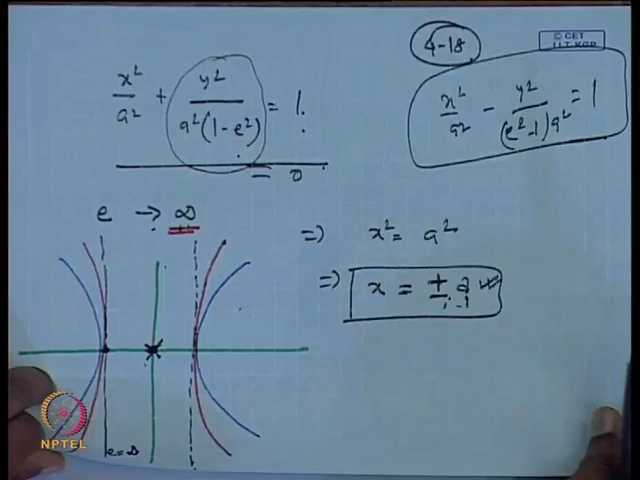 4-18
© CET
I.I.T. KGP
x²/a² + y²/a²(1-e²) = 1.
x²/a² - y²/(e²-1)a² = 1
= 0
e → ∞
⇒ x² = a²
⇒ x = ± a
e=∞
NPTEL